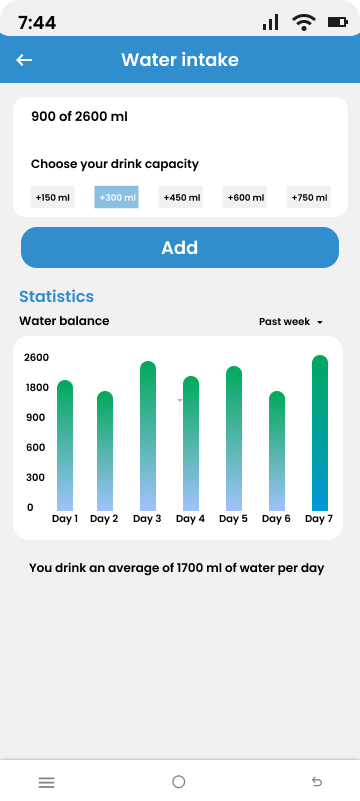 7:44
Water intake
900 of 2600 ml
Choose your drink capacity
+150 ml +300 ml +450 ml +600 ml +750 ml
Add
Statistics
Water balance Past week
2600
1800
900
600
300
0
Day 1 Day 2 Day 3 Day 4 Day 5 Day 6 Day 7
You drink an average of 1700 ml of water per day